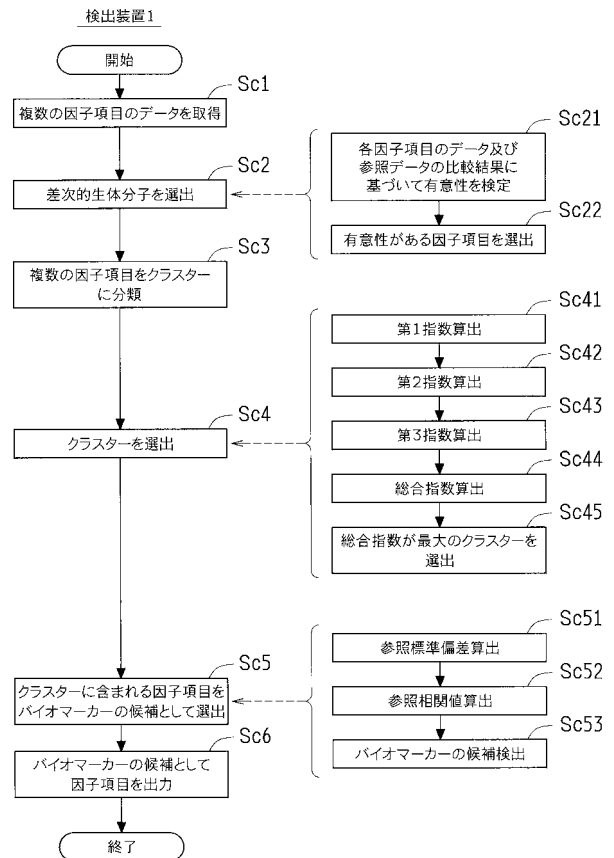 検出装置1
開始
Sc1
複数の因子項目のデータを取得
Sc2
差次的生体分子を選出
Sc21
各因子項目のデータ及び
参照データの比較結果に
基づいて有意性を検定
Sc22
有意性がある因子項目を選出
Sc3
複数の因子項目をクラスター
に分類
Sc4
クラスターを選出
Sc41
第1指数算出
Sc42
第2指数算出
Sc43
第3指数算出
Sc44
総合指数算出
Sc45
総合指数が最大のクラスターを
選出
Sc5
クラスターに含まれる因子項目を
バイオマーカーの候補として選出
Sc51
参照標準偏差算出
Sc52
参照相関値算出
Sc53
バイオマーカーの候補検出
Sc6
バイオマーカーの候補として
因子項目を出力
終了